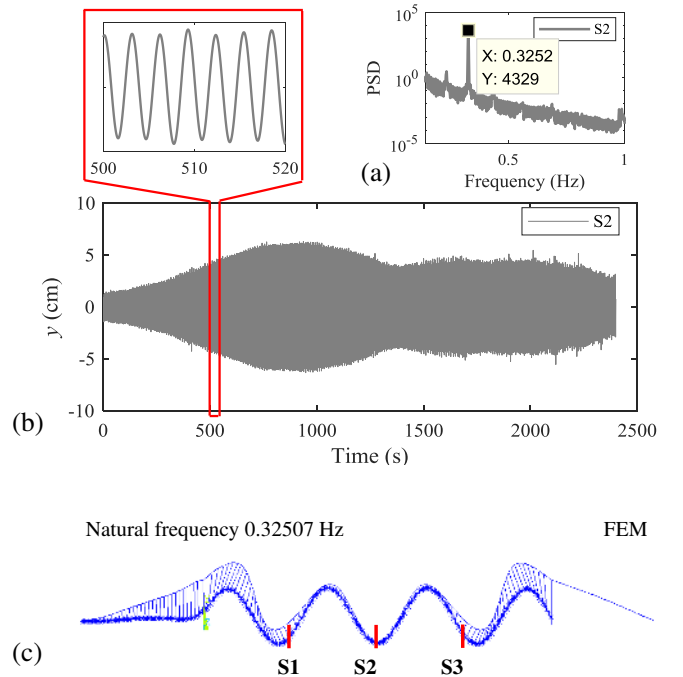 500 510 520
10^5
10^0
10^-5
PSD
S2
X: 0.3252
Y: 4329
0.5 1
Frequency (Hz)
(a)
10
5
0
-5
-10
y (cm)
S2
0 500 1000 1500 2000 2500
Time (s)
(b)
Natural frequency 0.32507 Hz FEM
S1 S2 S3
(c)